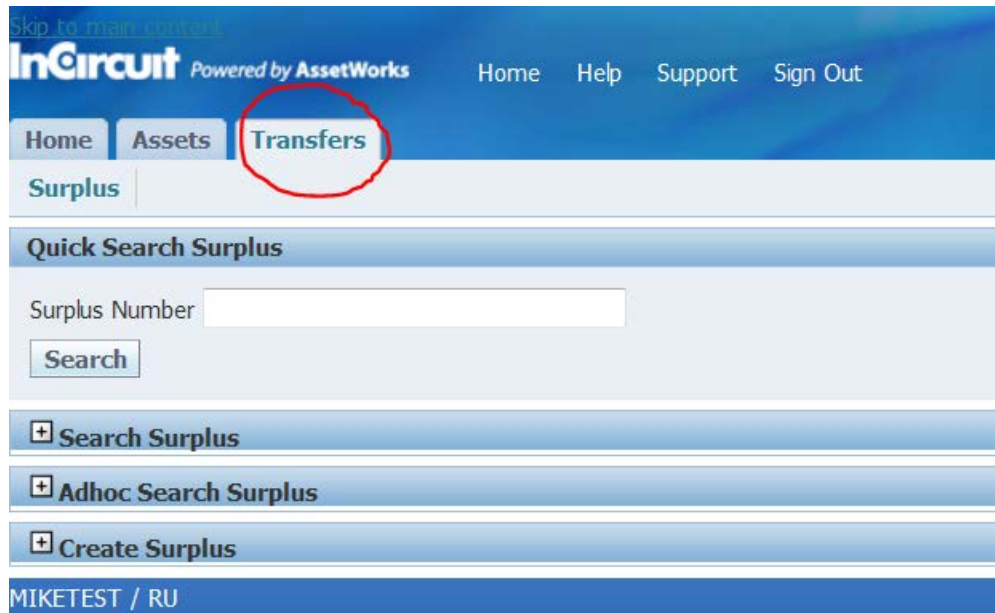 Skip to main content
InCircuit Powered by AssetWorks Home Help Support Sign Out
Home Assets Transfers
Surplus
Quick Search Surplus
Surplus Number
Search
Search Surplus
Adhoc Search Surplus
Create Surplus
MIKETEST / RU